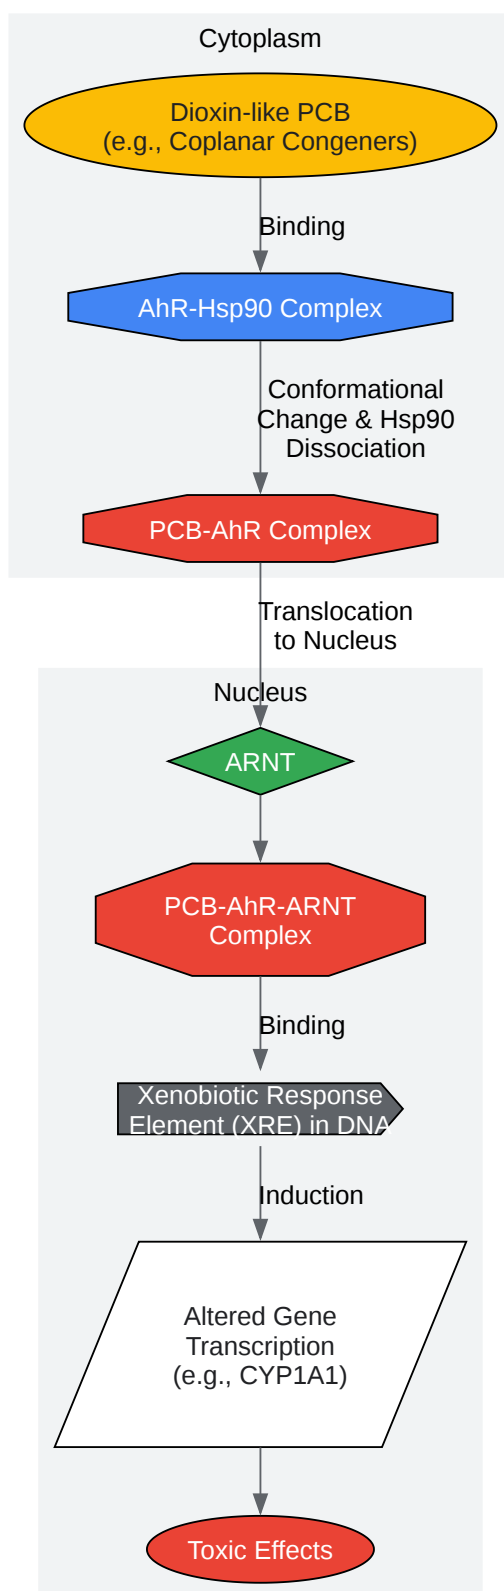 Cytoplasm
Dioxin-like PCB
(e.g., Coplanar Congeners)
Binding
AhR-Hsp90 Complex
Conformational
Change & Hsp90
Dissociation
PCB-AhR Complex
Translocation
to Nucleus
Nucleus
ARNT
PCB-AhR-ARNT
Complex
Binding
Xenobiotic Response
Element (XRE) in DNA
Induction
Altered Gene
Transcription
(e.g., CYP1A1)
Toxic Effects